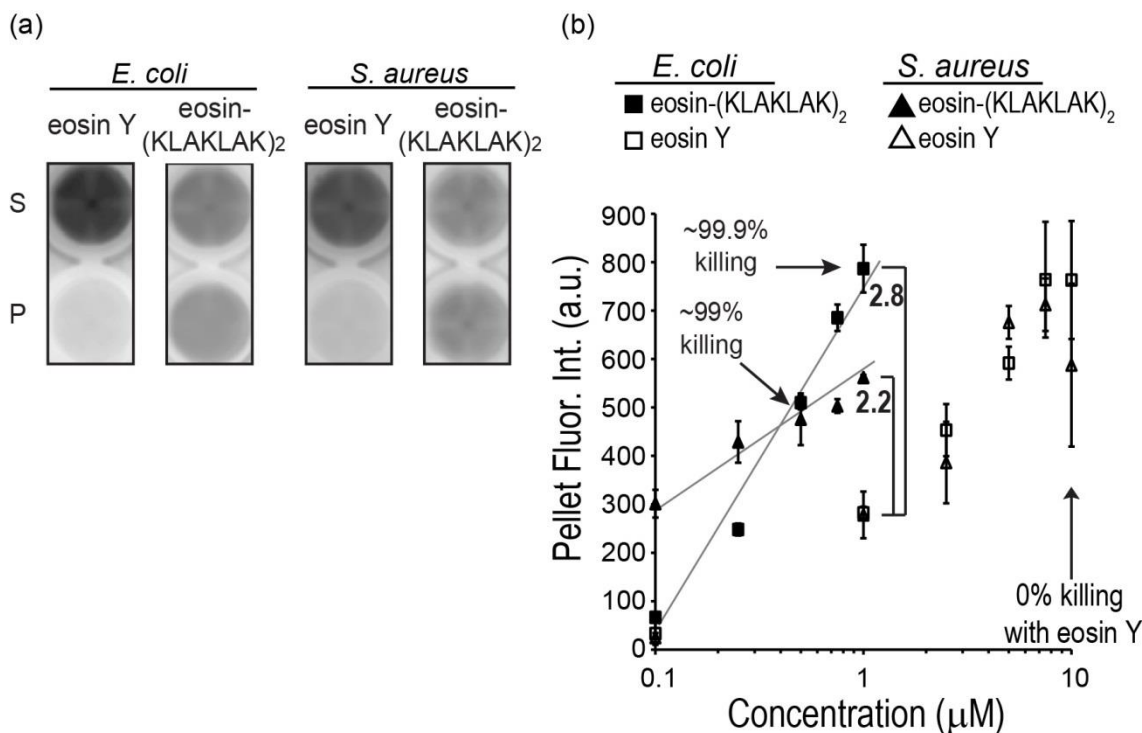 (a)
E. coli
S. aureus
eosin Y
eosin-
(KLAKLAK)2
eosin Y
eosin-
(KLAKLAK)2
S
P
(b)
E. coli
S. aureus
■ eosin-(KLAKLAK)₂
▲ eosin-(KLAKLAK)₂
□ eosin Y
△ eosin Y
900
800
700
600
500
400
300
200
100
0
Pellet Fluor. Int. (a.u.)
~99.9%
killing
~99%
killing
2.8
2.2
0% killing
with eosin Y
0.1
1
10
Concentration (μM)